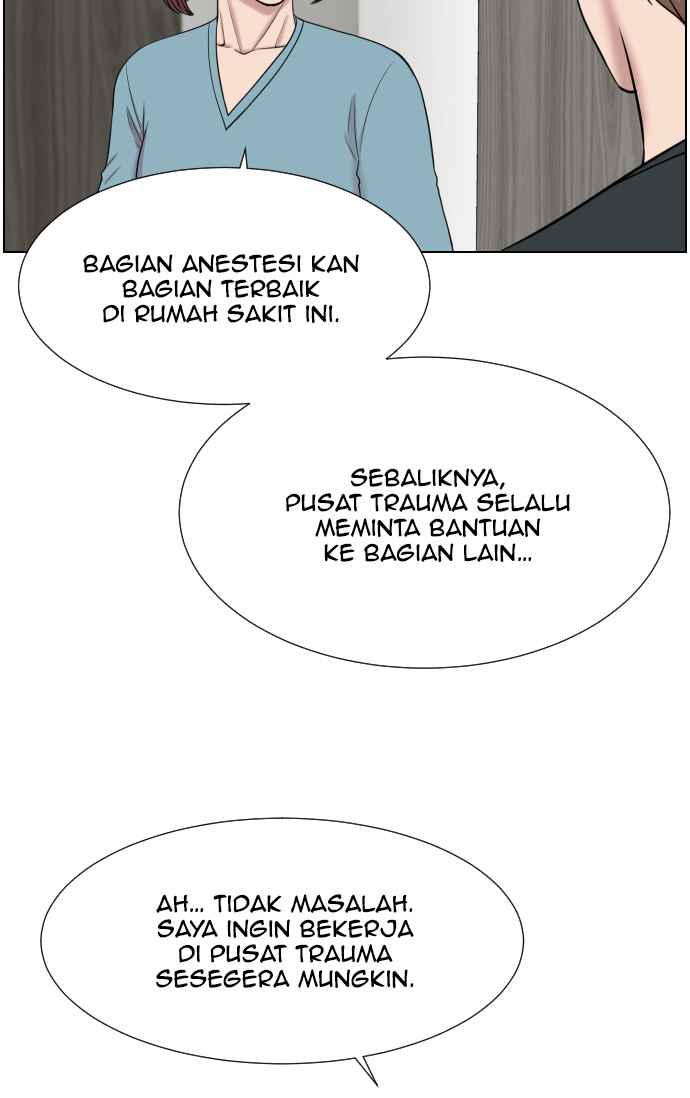 BAGIAN ANESTESI KAN
BAGIAN TERBAIK
DI RUMAH SAKIT INI.
SEBALIKNYA,
PUSAT TRAUMA SELALU
MEMINTA BANTUAN
KE BAGIAN LAIN...
AH... TIDAK MASALAH.
SAYA INGIN BEKERJA
DI PUSAT TRAUMA
SESEGERA MUNGKIN.